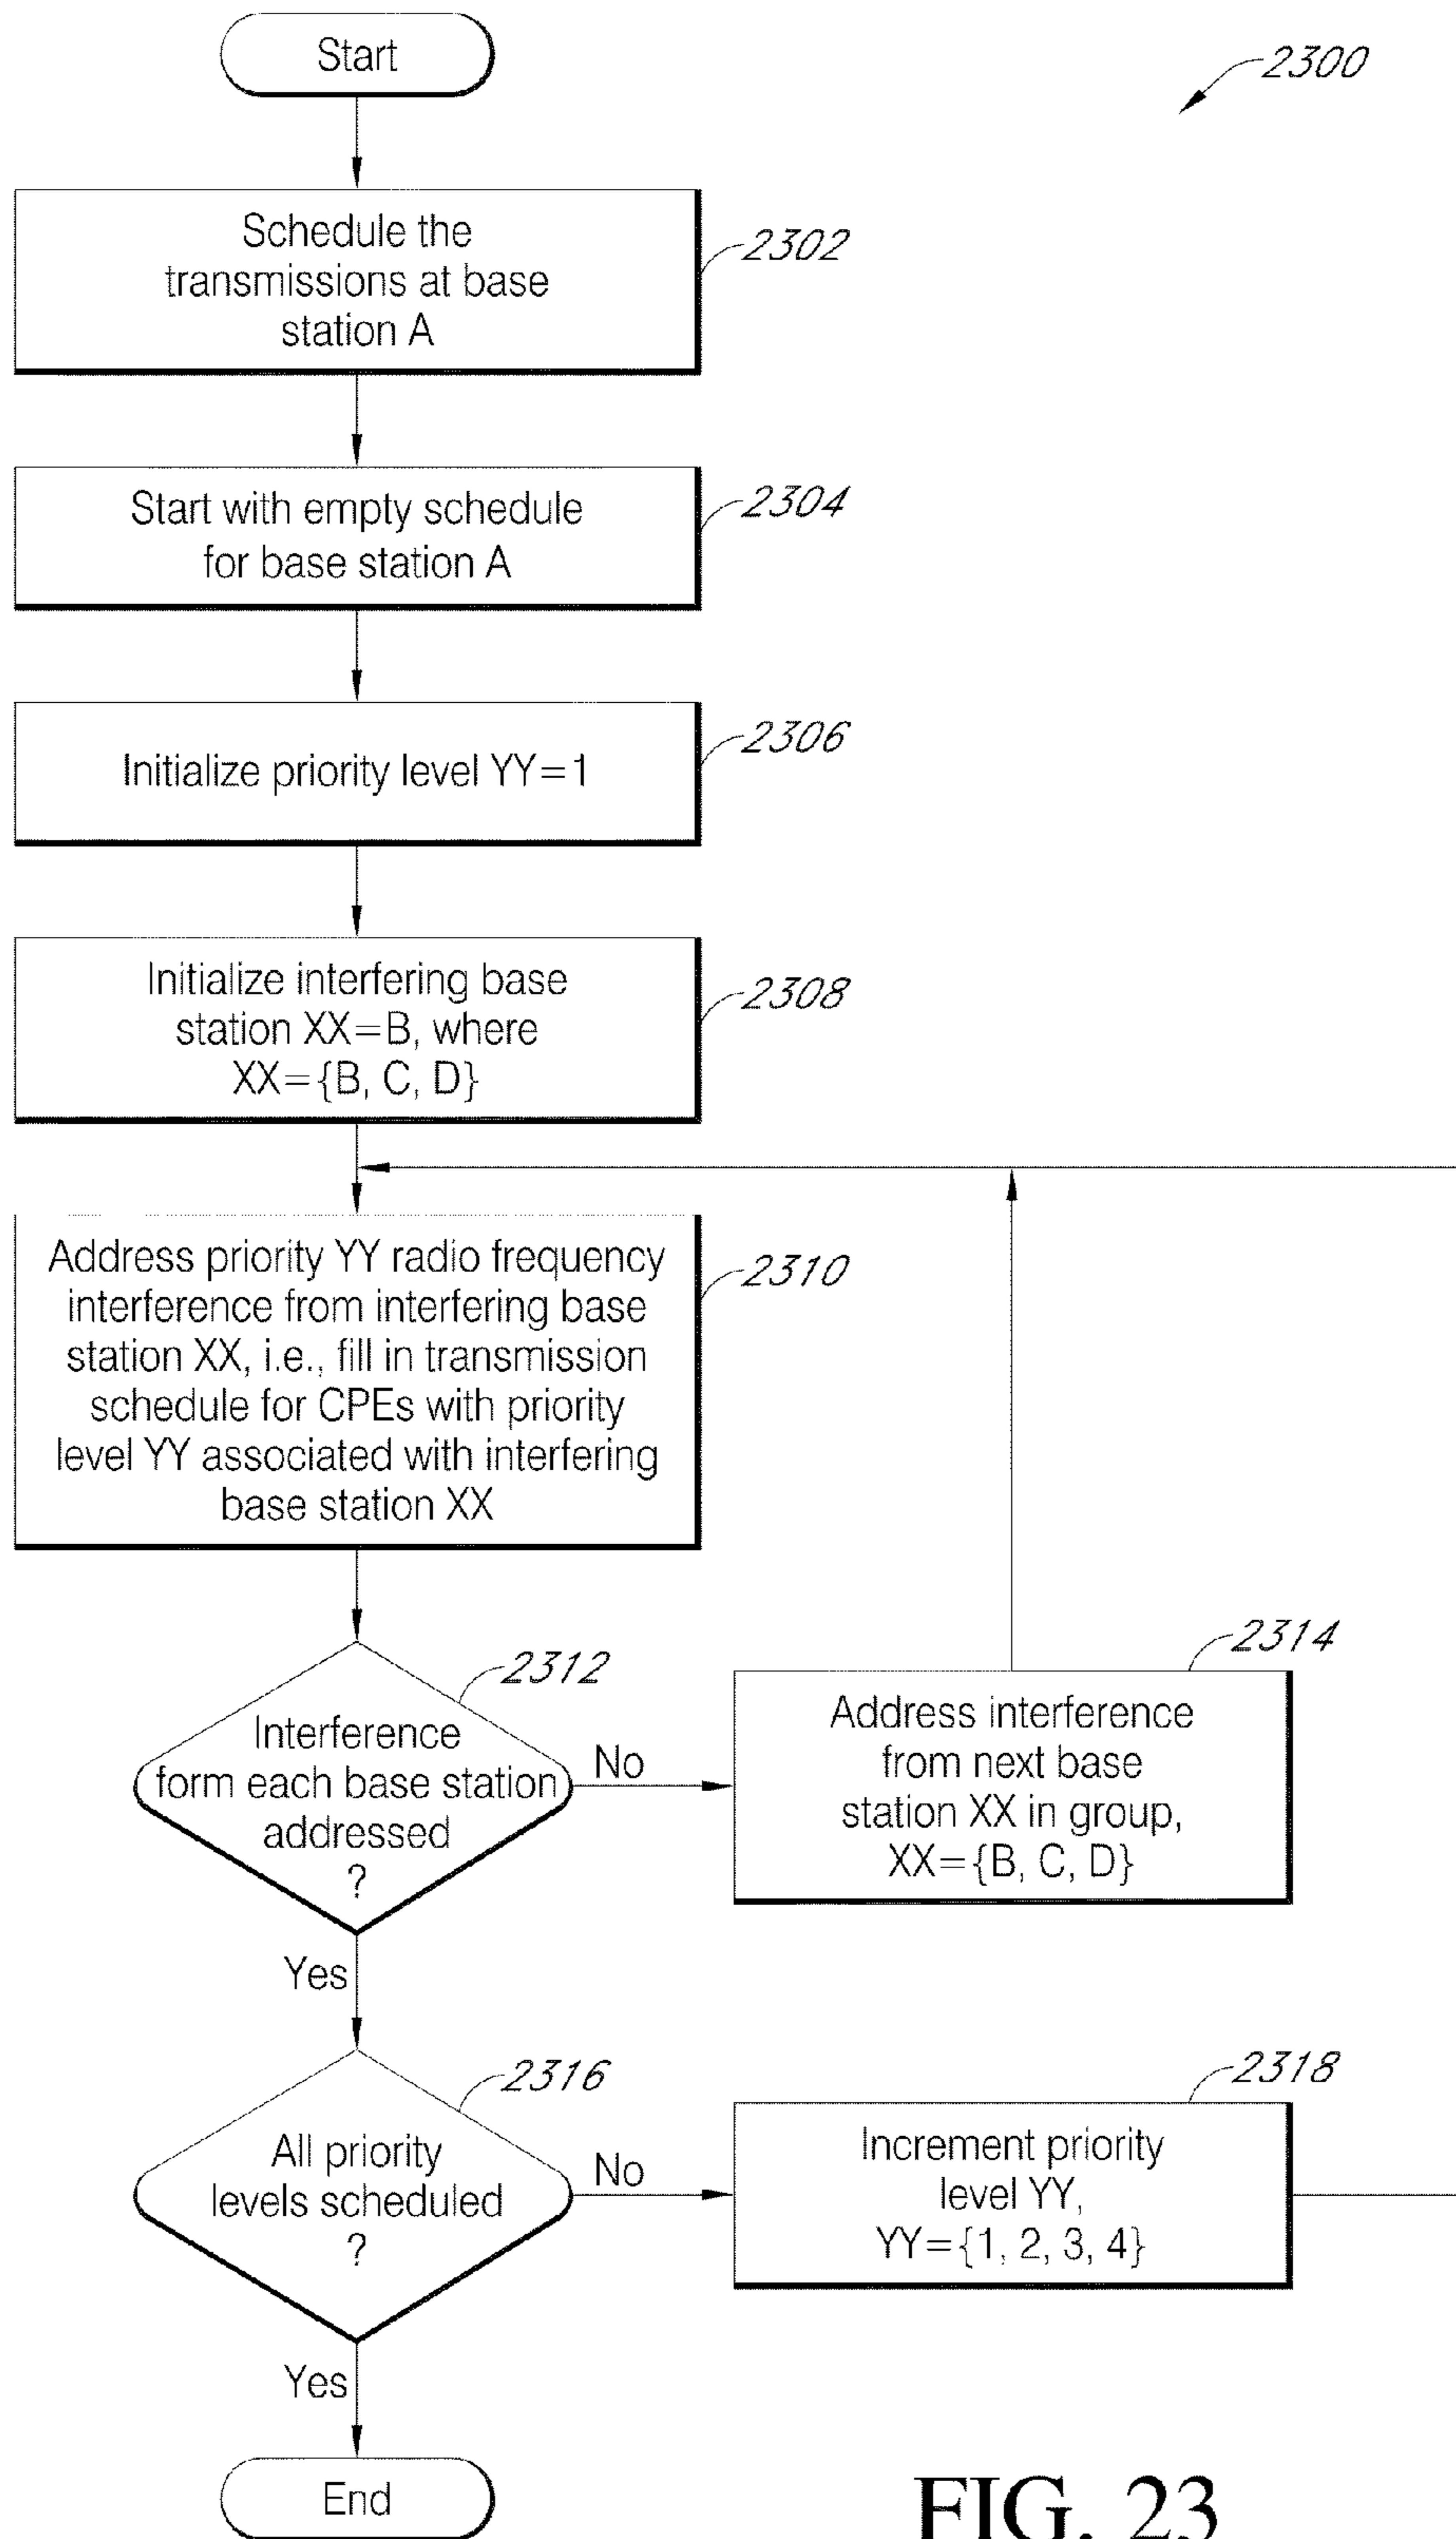 Start
2300
Schedule the
transmissions at base
station A
2302
Start with empty schedule
for base station A
2304
Initialize priority level YY=1
2306
Initialize interfering base
station XX=B, where
XX={B, C, D}
2308
Address priority YY radio frequency
interference from interfering base
station XX, i.e., fill in transmission
schedule for CPEs with priority
level YY associated with interfering
base station XX
2310
Interference
form each base station
addressed
?
2312
No
Address interference
from next base
station XX in group,
XX={B, C, D}
2314
Yes
All priority
levels scheduled
?
2316
No
Increment priority
level YY,
YY={1, 2, 3, 4}
2318
Yes
End
FIG. 23